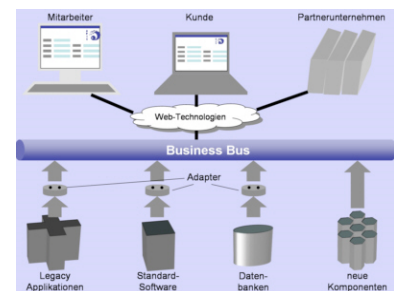 Mitarbeiter
Kunde
Partnerunternehmen
Web-Technologien
Business Bus
Adapter
Legacy
Applikationen
Standard-
Software
Daten-
banken
neue
Komponenten